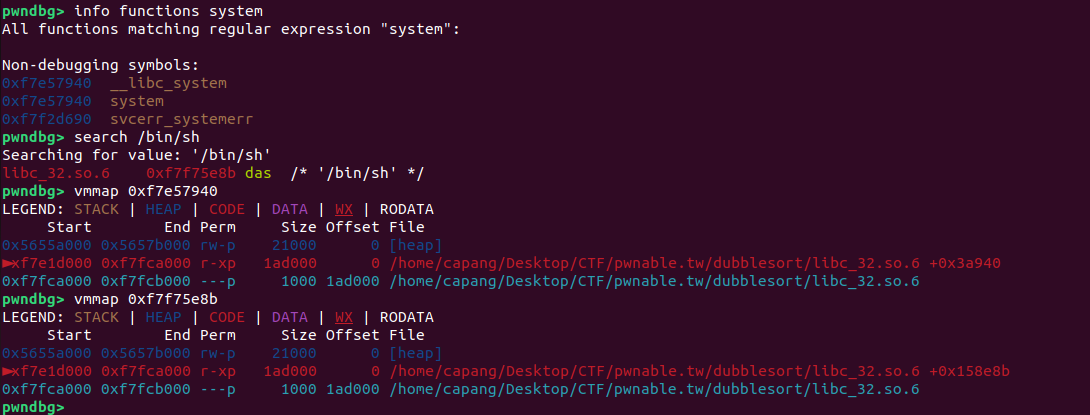 pwndbg> info functions system
All functions matching regular expression "system":

Non-debugging symbols:
0xf7e57940  __libc_system
0xf7e57940  system
0xf7f2d690  svcerr_systemerr
pwndbg> search /bin/sh
Searching for value: '/bin/sh'
libc_32.so.6    0xf7f75e8b das  /* '/bin/sh' */
pwndbg> vmmap 0xf7e57940
LEGEND: STACK | HEAP | CODE | DATA | WX | RODATA
     Start        End Perm     Size Offset File
0x5655a000 0x5657b000 rw-p    21000      0 [heap]
►xf7e1d000 0xf7fca000 r-xp   1ad000      0 /home/capang/Desktop/CTF/pwnable.tw/dubblesort/libc_32.so.6 +0x3a940
0xf7fca000 0xf7fcb000 ---p     1000 1ad000 /home/capang/Desktop/CTF/pwnable.tw/dubblesort/libc_32.so.6
pwndbg> vmmap 0xf7f75e8b
LEGEND: STACK | HEAP | CODE | DATA | WX | RODATA
     Start        End Perm     Size Offset File
0x5655a000 0x5657b000 rw-p    21000      0 [heap]
►xf7e1d000 0xf7fca000 r-xp   1ad000      0 /home/capang/Desktop/CTF/pwnable.tw/dubblesort/libc_32.so.6 +0x158e8b
0xf7fca000 0xf7fcb000 ---p     1000 1ad000 /home/capang/Desktop/CTF/pwnable.tw/dubblesort/libc_32.so.6
pwndbg>